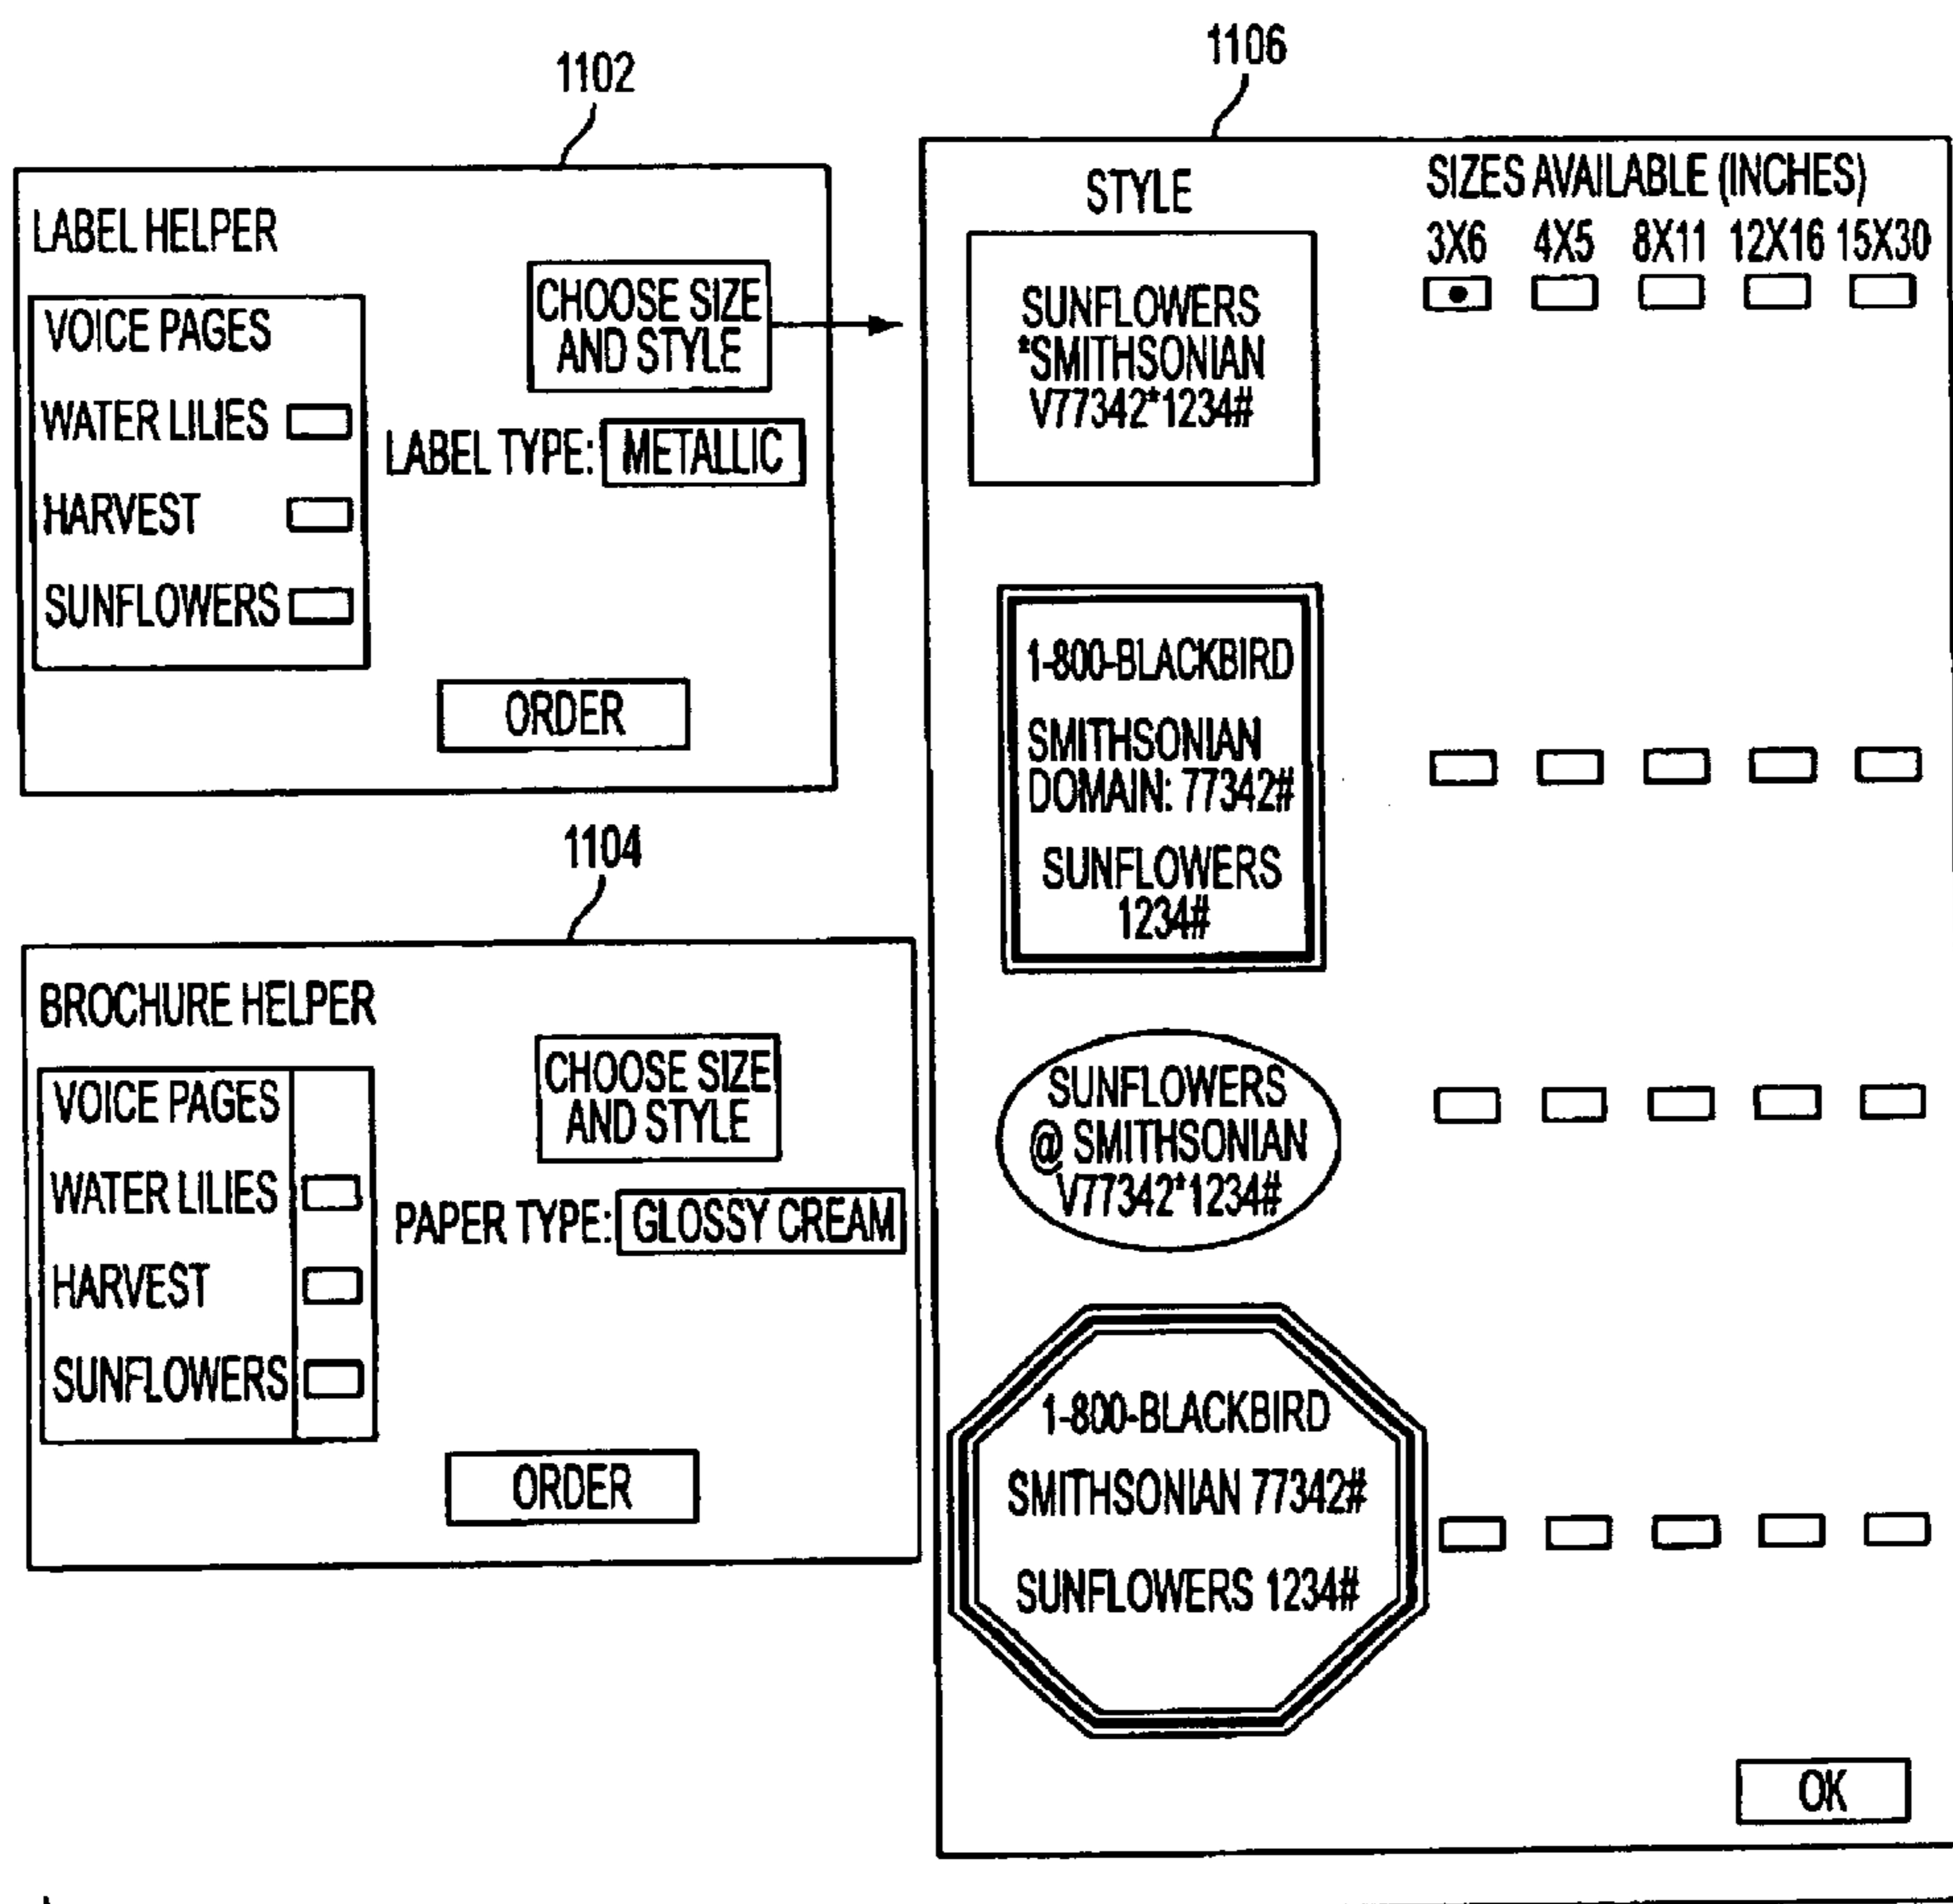 1102
LABEL HELPER
VOICE PAGES
WATER LILIES
HARVEST
SUNFLOWERS
CHOOSE SIZE
AND STYLE
LABEL TYPE: METALLIC
ORDER
1104
BROCHURE HELPER
VOICE PAGES
WATER LILIES
HARVEST
SUNFLOWERS
CHOOSE SIZE
AND STYLE
PAPER TYPE: GLOSSY CREAM
ORDER
1106
STYLE
SIZES AVAILABLE (INCHES)
3X6 4X5 8X11 12X16 15X30
SUNFLOWERS
*SMITHSONIAN
V77342*1234#
1-800-BLACKBIRD
SMITHSONIAN
DOMAIN: 77342#
SUNFLOWERS
1234#
SUNFLOWERS
@ SMITHSONIAN
V77342*1234#
1-800-BLACKBIRD
SMITHSONIAN 77342#
SUNFLOWERS 1234#
OK